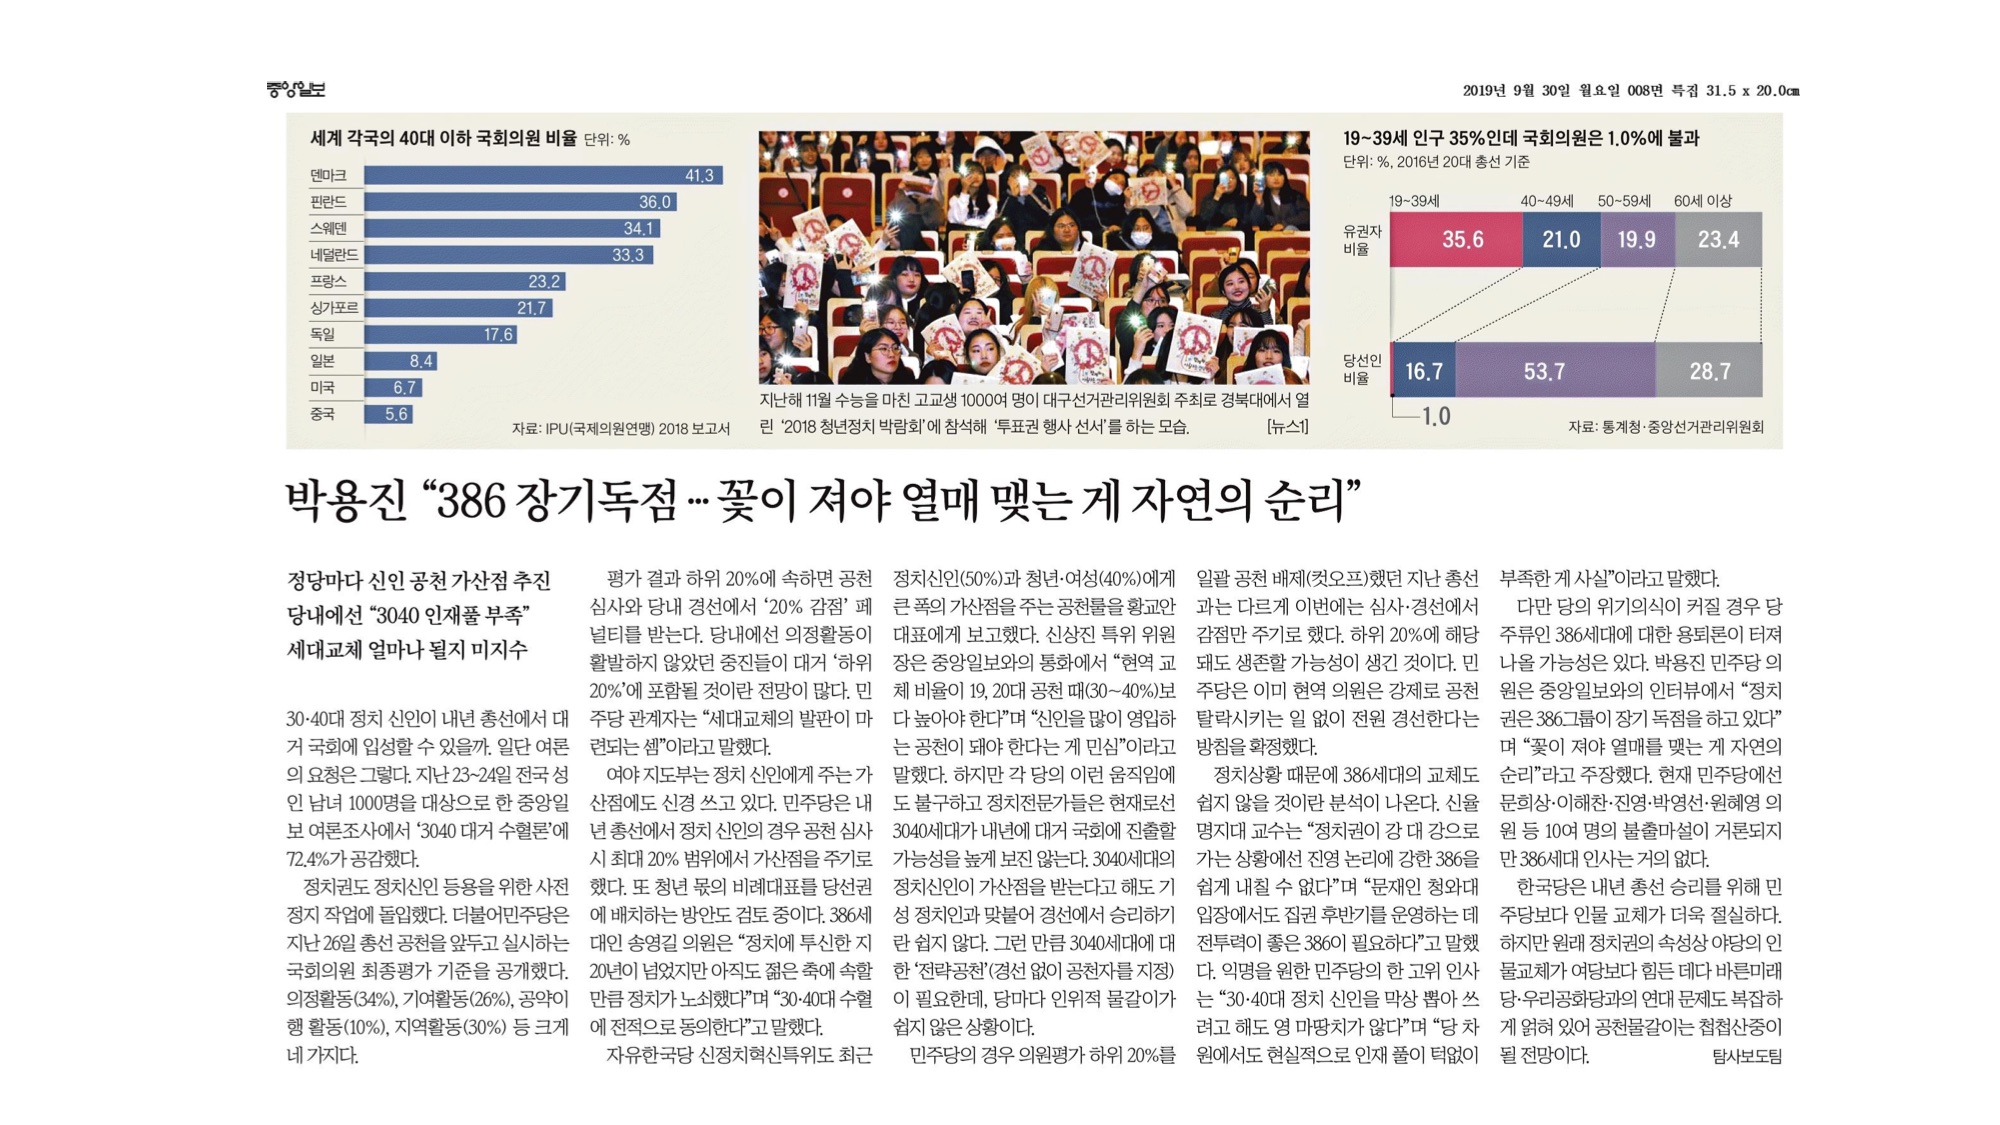 중앙일보
2019년 9월 30일 월요일 008면 특집 31.5 x 20.0cm
세계 각국의 40대 이하 국회의원 비율 단위: %
덴마크 41.3
핀란드 36.0
스웨덴 34.1
네덜란드 33.3
프랑스 23.2
싱가포르 21.7
독일 17.6
일본 8.4
미국 6.7
중국 5.6
자료: IPU(국제의원연맹) 2018 보고서
지난해 11월 수능을 마친 고교생 1000여 명이 대구선거관리위원회 주최로 경북대에서 열
린 ‘2018 청년정치 박람회’에 참석해 ‘투표권 행사 선서’를 하는 모습. [뉴스1]
19~39세 인구 35%인데 국회의원은 1.0%에 불과
단위: %, 2016년 20대 총선 기준
19~39세 40~49세 50~59세 60세 이상
유권자
비율
35.6 21.0 19.9 23.4
당선인
비율
16.7 53.7 28.7
1.0
자료: 통계청·중앙선거관리위원회
박용진 “386 장기독점 … 꽃이 져야 열매 맺는 게 자연의 순리”
정당마다 신인 공천 가산점 추진
당내에선 “3040 인재풀 부족”
세대교체 얼마나 될지 미지수
30·40대 정치 신인이 내년 총선에서 대
거 국회에 입성할 수 있을까. 일단 여론
의 요청은 그렇다. 지난 23~24일 전국 성
인 남녀 1000명을 대상으로 한 중앙일
보 여론조사에서 ‘3040 대거 수혈론’에
72.4%가 공감했다.
정치권도 정치신인 등용을 위한 사전
정지 작업에 돌입했다. 더불어민주당은
지난 26일 총선 공천을 앞두고 실시하는
국회의원 최종평가 기준을 공개했다.
의정활동(34%), 기여활동(26%), 공약이
행 활동(10%), 지역활동(30%) 등 크게
네 가지다.
평가 결과 하위 20%에 속하면 공천
심사와 당내 경선에서 ‘20% 감점’ 페
널티를 받는다. 당내에선 의정활동이
활발하지 않았던 중진들이 대거 ‘하위
20%’에 포함될 것이란 전망이 많다. 민
주당 관계자는 “세대교체의 발판이 마
련되는 셈”이라고 말했다.
여야 지도부는 정치 신인에게 주는 가
산점에도 신경 쓰고 있다. 민주당은 내
년 총선에서 정치 신인의 경우 공천 심사
시 최대 20% 범위에서 가산점을 주기로
했다. 또 청년 몫의 비례대표를 당선권
에 배치하는 방안도 검토 중이다. 386세
대인 송영길 의원은 “정치에 투신한 지
20년이 넘었지만 아직도 젊은 축에 속할
만큼 정치가 노쇠했다”며 “30·40대 수혈
에 전적으로 동의한다”고 말했다.
자유한국당 신정치혁신특위도 최근
정치신인(50%)과 청년·여성(40%)에게
큰 폭의 가산점을 주는 공천룰을 황교안
대표에게 보고했다. 신상진 특위 위원
장은 중앙일보와의 통화에서 “현역 교
체 비율이 19, 20대 공천 때(30~40%)보
다 높아야 한다”며 “신인을 많이 영입하
는 공천이 돼야 한다는 게 민심”이라고
말했다. 하지만 각 당의 이런 움직임에
도 불구하고 정치전문가들은 현재로선
3040세대가 내년에 대거 국회에 진출할
가능성을 높게 보진 않는다. 3040세대의
정치신인이 가산점을 받는다고 해도 기
성 정치인과 맞붙어 경선에서 승리하기
란 쉽지 않다. 그런 만큼 3040세대에 대
한 ‘전략공천’(경선 없이 공천자를 지정)
이 필요한데, 당마다 인위적 물갈이가
쉽지 않은 상황이다.
민주당의 경우 의원평가 하위 20%를
일괄 공천 배제(컷오프)했던 지난 총선
과는 다르게 이번에는 심사·경선에서
감점만 주기로 했다. 하위 20%에 해당
돼도 생존할 가능성이 생긴 것이다. 민
주당은 이미 현역 의원은 강제로 공천
탈락시키는 일 없이 전원 경선한다는
방침을 확정했다.
정치상황 때문에 386세대의 교체도
쉽지 않을 것이란 분석이 나온다. 신율
명지대 교수는 “정치권이 강 대 강으로
가는 상황에선 진영 논리에 강한 386을
쉽게 내칠 수 없다”며 “문재인 청와대
입장에서도 집권 후반기를 운영하는 데
전투력이 좋은 386이 필요하다”고 말했
다. 익명을 원한 민주당의 한 고위 인사
는 “30·40대 정치 신인을 막상 뽑아 쓰
려고 해도 영 마땅치가 않다”며 “당 차
원에서도 현실적으로 인재 풀이 턱없이
부족한 게 사실”이라고 말했다.
다만 당의 위기의식이 커질 경우 당
주류인 386세대에 대한 용퇴론이 터져
나올 가능성은 있다. 박용진 민주당 의
원은 중앙일보와의 인터뷰에서 “정치
권은 386그룹이 장기 독점을 하고 있다”
며 “꽃이 져야 열매를 맺는 게 자연의
순리”라고 주장했다. 현재 민주당에선
문희상·이해찬·진영·박영선·원혜영 의
원 등 10여 명의 불출마설이 거론되지
만 386세대 인사는 거의 없다.
한국당은 내년 총선 승리를 위해 민
주당보다 인물 교체가 더욱 절실하다.
하지만 원래 정치권의 속성상 야당의 인
물교체가 여당보다 힘든 데다 바른미래
당·우리공화당과의 연대 문제도 복잡하
게 얽혀 있어 공천물갈이는 첩첩산중이
될 전망이다. 탐사보도팀